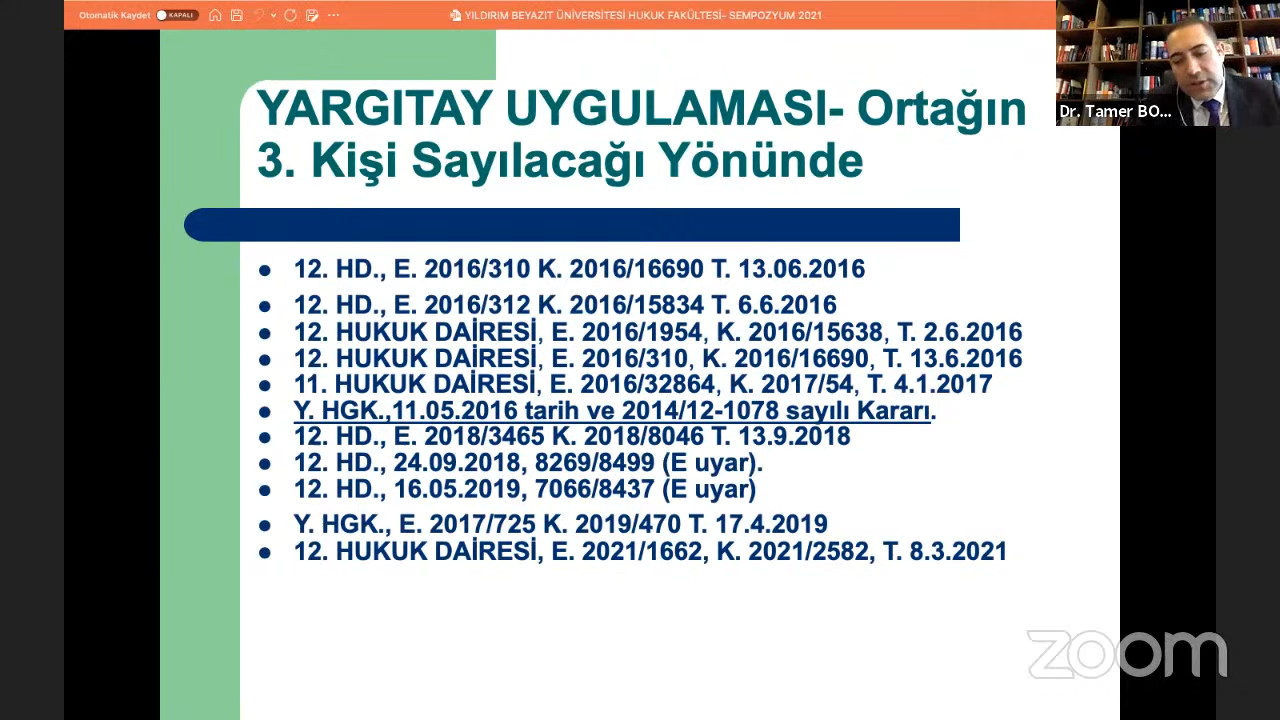 Otomatik Kaydet KAPALI
YILDIRIM BEYAZIT ÜNİVERSİTESİ HUKUK FAKÜLTESİ- SEMPOZYUM 2021
Dr. Tamer BO...
YARGITAY UYGULAMASI- Ortağın
3. Kişi Sayılacağı Yönünde
12. HD., E. 2016/310 K. 2016/16690 T. 13.06.2016
12. HD., E. 2016/312 K. 2016/15834 T. 6.6.2016
12. HUKUK DAİRESİ, E. 2016/1954, K. 2016/15638, T. 2.6.2016
12. HUKUK DAİRESİ, E. 2016/310, K. 2016/16690, T. 13.6.2016
11. HUKUK DAİRESİ, E. 2016/32864, K. 2017/54, T. 4.1.2017
Y. HGK.,11.05.2016 tarih ve 2014/12-1078 sayılı Kararı.
12. HD., E. 2018/3465 K. 2018/8046 T. 13.9.2018
12. HD., 24.09.2018, 8269/8499 (E uyar).
12. HD., 16.05.2019, 7066/8437 (E uyar)
Y. HGK., E. 2017/725 K. 2019/470 T. 17.4.2019
12. HUKUK DAİRESİ, E. 2021/1662, K. 2021/2582, T. 8.3.2021
zoom